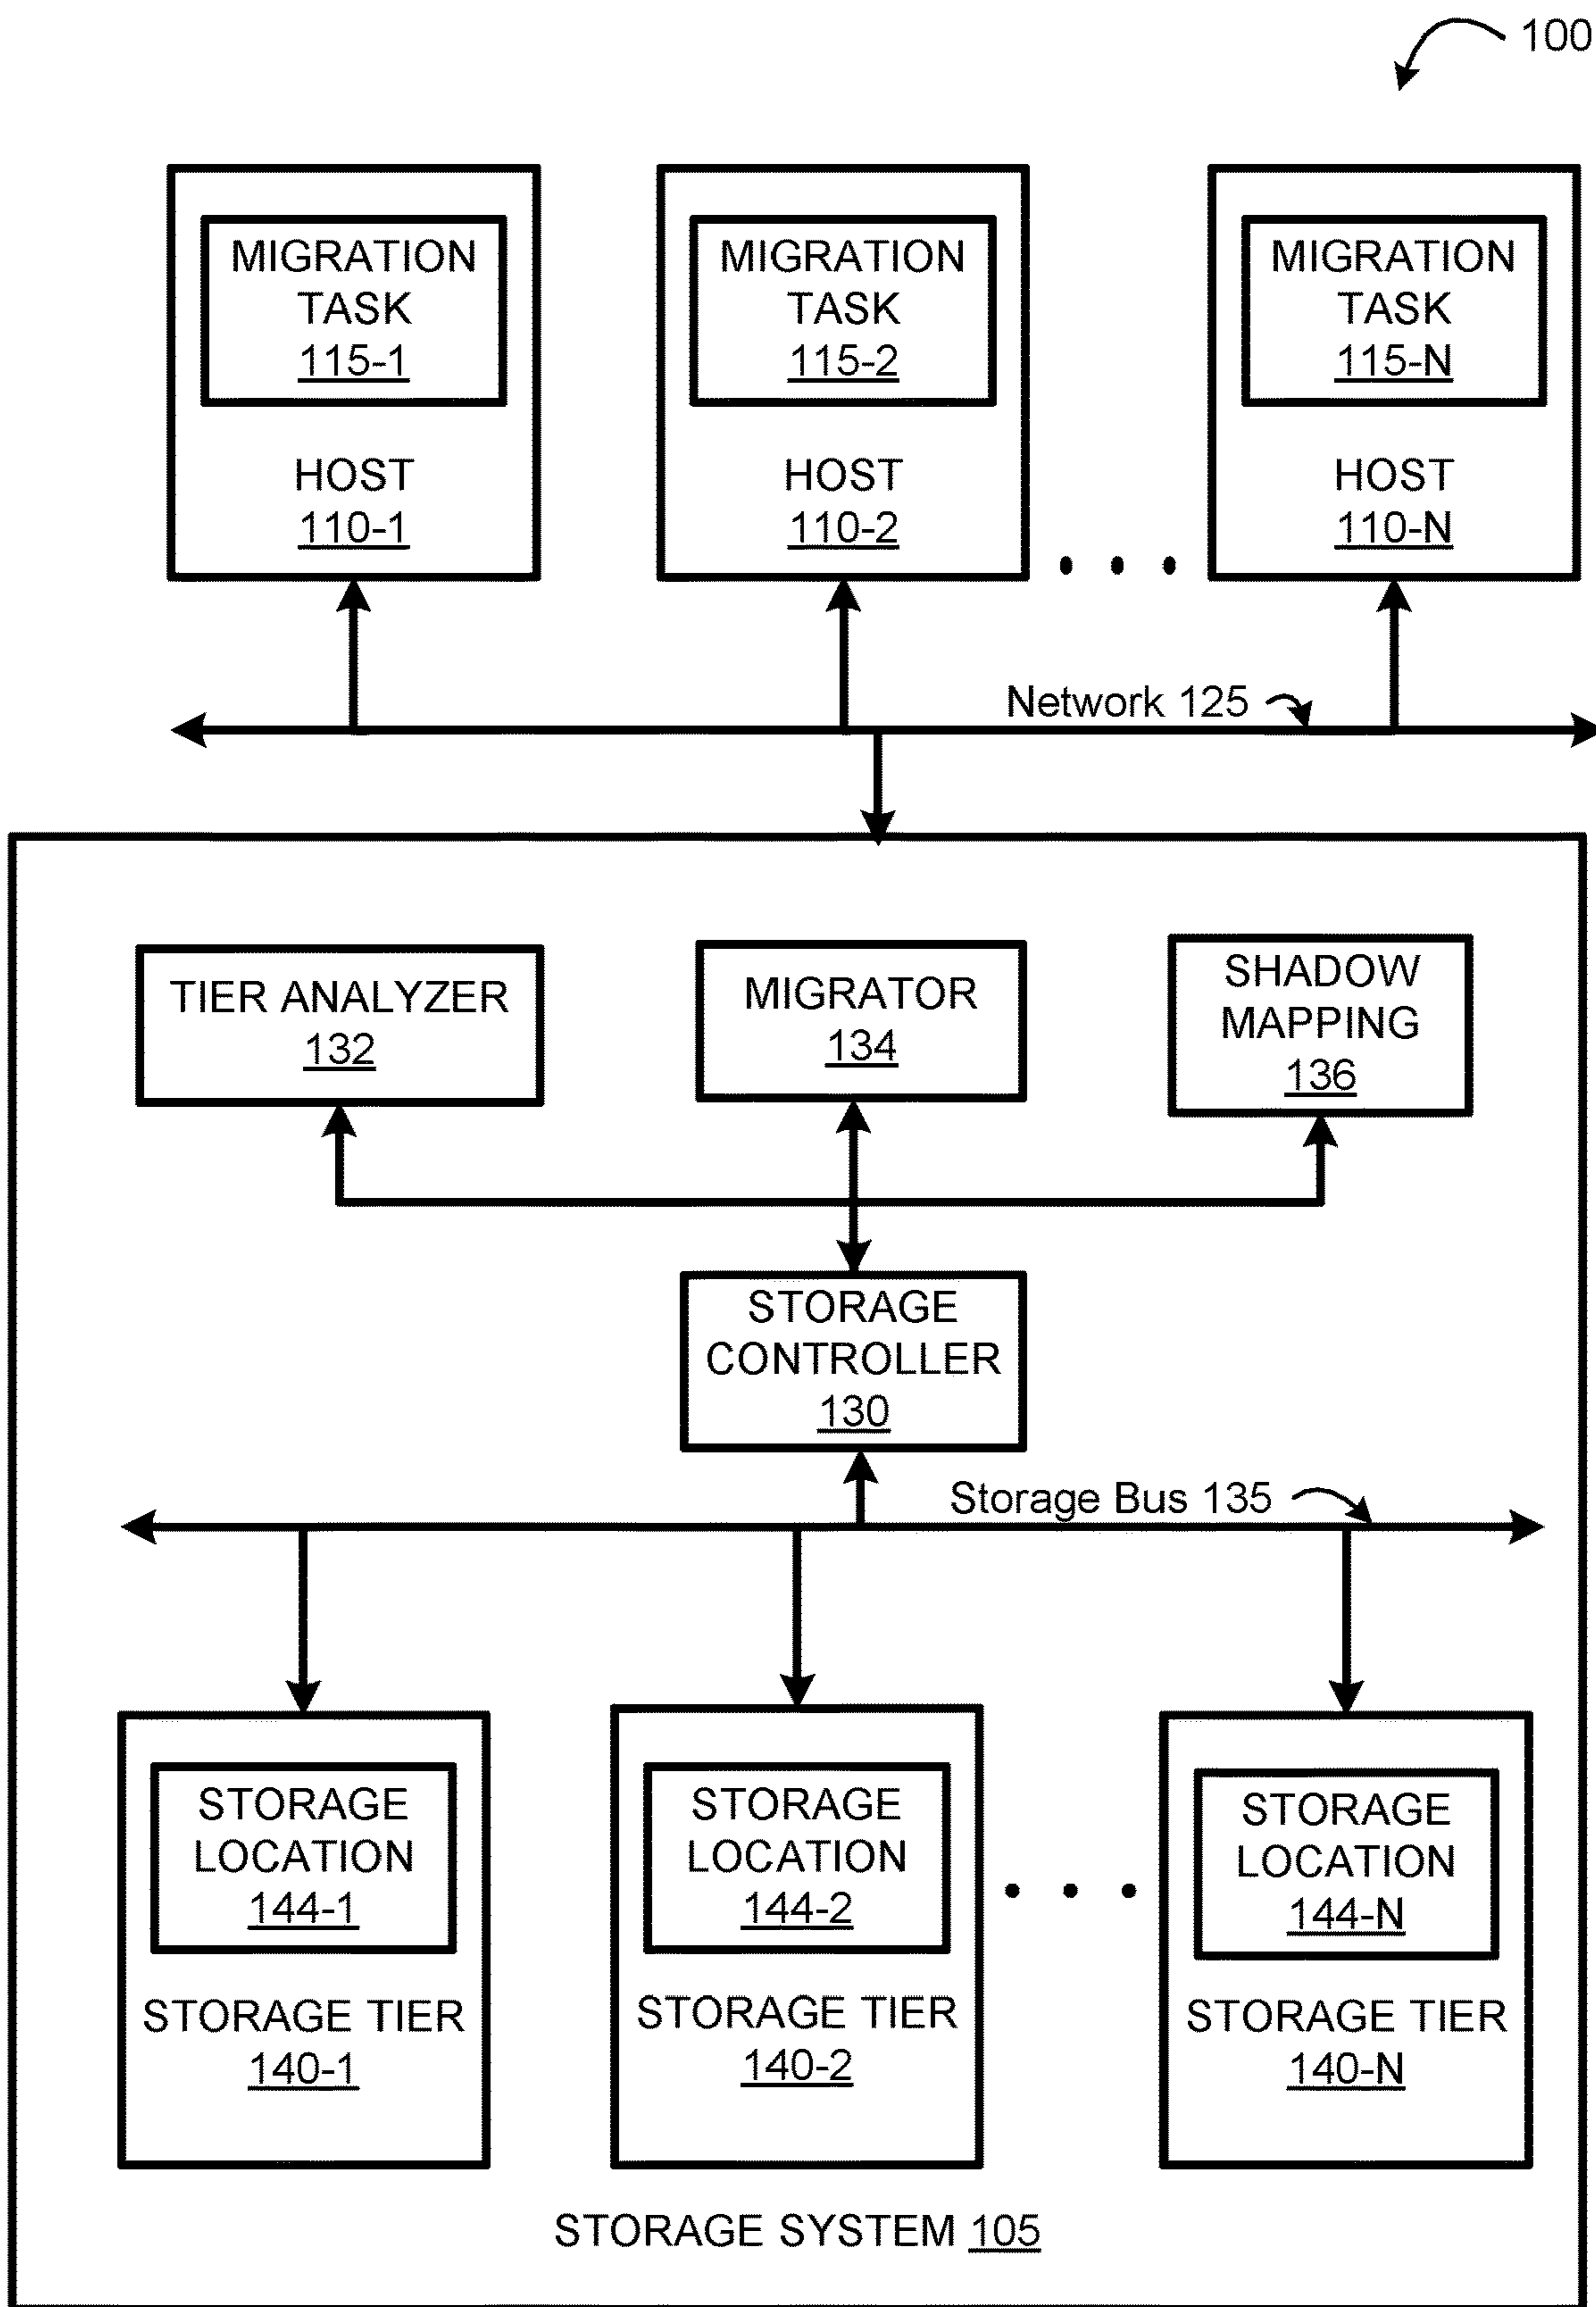 100
MIGRATION
TASK
115-1
HOST
110-1
MIGRATION
TASK
115-2
HOST
110-2
MIGRATION
TASK
115-N
HOST
110-N
Network 125
TIER ANALYZER
132
MIGRATOR
134
SHADOW
MAPPING
136
STORAGE
CONTROLLER
130
Storage Bus 135
STORAGE
LOCATION
144-1
STORAGE TIER
140-1
STORAGE
LOCATION
144-2
STORAGE TIER
140-2
STORAGE
LOCATION
144-N
STORAGE TIER
140-N
STORAGE SYSTEM 105